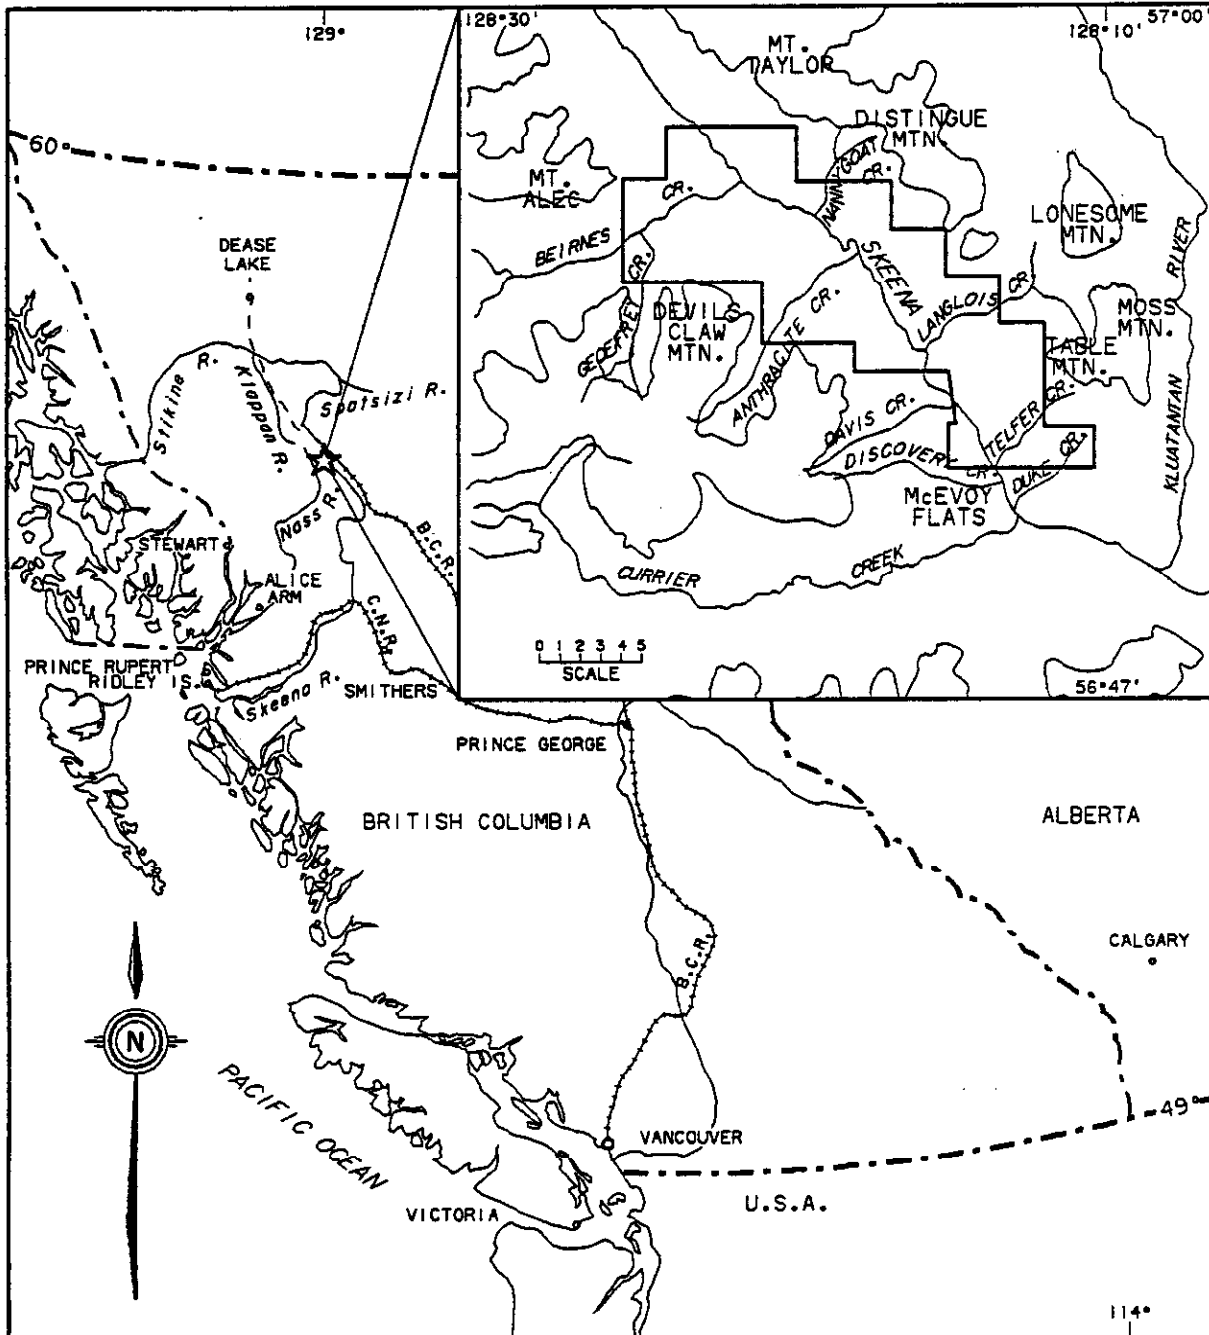 129°
128°30'
128°10'
57°00'
MT.
TAYLOR
DISTINGUE
MTN.
NANNYGOAT
CR.
60°
MT.
ALEC
CR.
BEIRNES
LONESOME
MTN.
RIVER
KLUATANTAN
DEASE
LAKE
SKEENA
CR.
GEDEFREI
DEVILS
CLAW
MTN.
ANTHRACITE CR.
LANGLOIS CR
MOSS
MTN.
TABLE
MTN.
Stikine R.
Klappan R.
Spatsizi R.
DAVIS CR.
TELFER CR.
DISCOVERY
CR.
DUKE CR.
McEVOY
FLATS
Nass R.
B.C.R.
STEWART
ALICE
ARM
CURRIER
CREEK
C.N.R.
0 1 2 3 4 5
SCALE
56°47'
PRINCE RUPERT
RIDLEY IS.
Skeena R.
SMITHERS
PRINCE GEORGE
BRITISH COLUMBIA
ALBERTA
CALGARY
B.C.R.
N
PACIFIC OCEAN
49°
VANCOUVER
VICTORIA
U.S.A.
114°